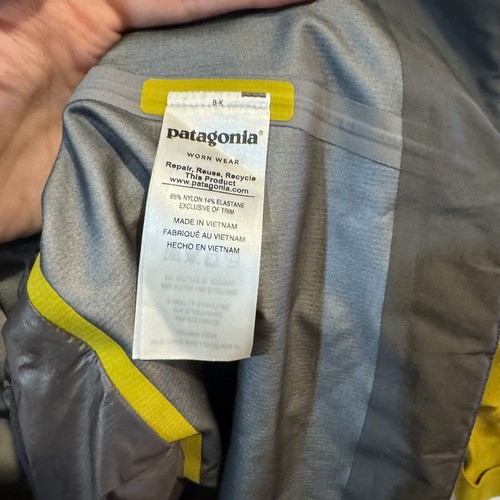 B-K
patagonia®
WORN WEAR
Repair, Reuse, Recycle
This Product
www.patagonia.com
86% NYLON 14% ELASTANE
EXCLUSIVE OF TRIM
MADE IN VIETNAM
FABRIQUÉ AU VIETNAM
HECHO EN VIETNAM